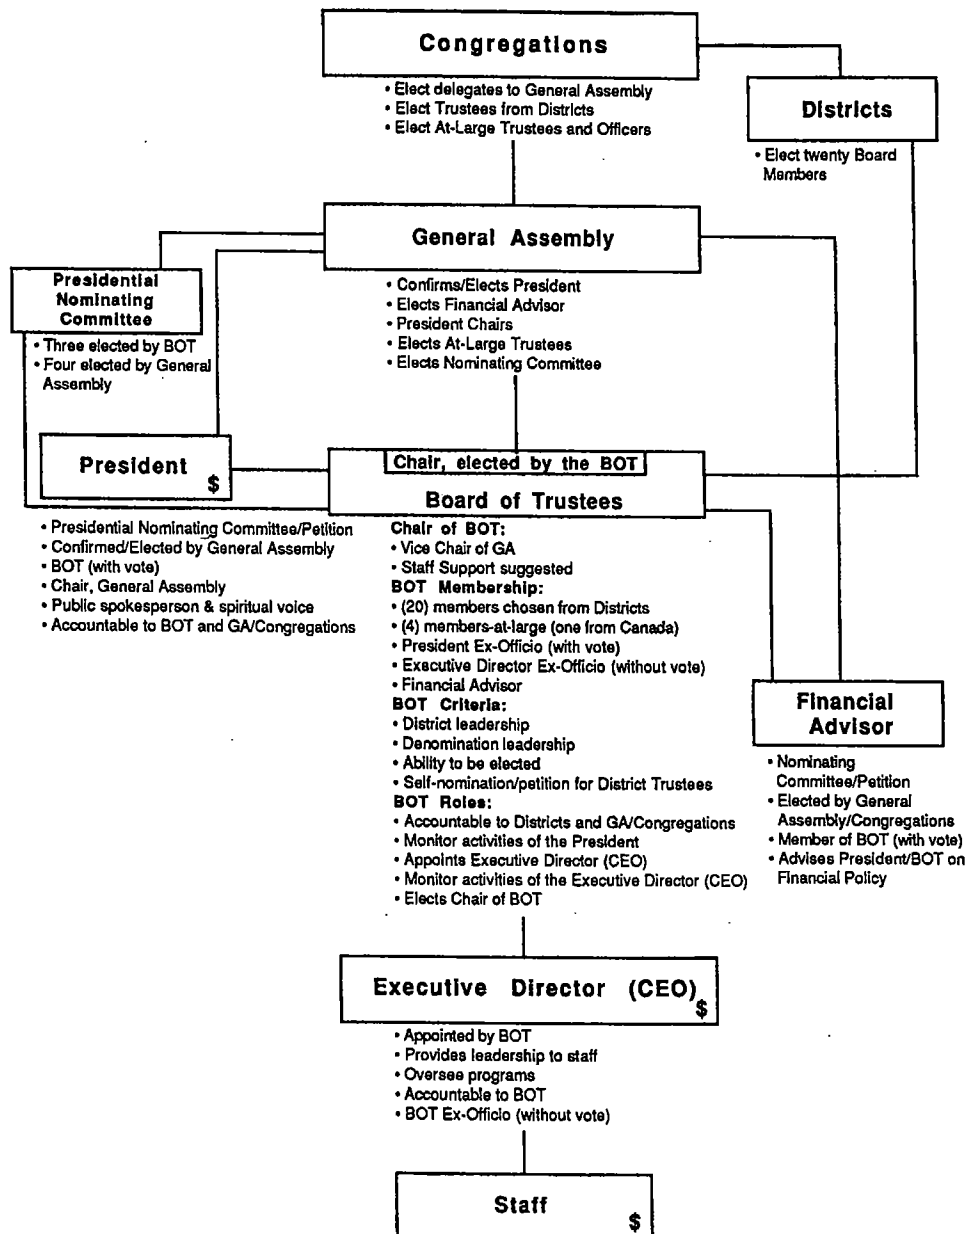 Congregations
• Elect delegates to General Assembly
• Elect Trustees from Districts
• Elect At-Large Trustees and Officers
Districts
• Elect twenty Board
Members
General Assembly
• Confirms/Elects President
• Elects Financial Advisor
• President Chairs
• Elects At-Large Trustees
• Elects Nominating Committee
Presidential
Nominating
Committee
• Three elected by BOT
• Four elected by General
Assembly
President
$
• Presidential Nominating Committee/Petition
• Confirmed/Elected by General Assembly
• BOT (with vote)
• Chair, General Assembly
• Public spokesperson & spiritual voice
• Accountable to BOT and GA/Congregations
Chair, elected by the BOT
Board of Trustees
Chair of BOT:
• Vice Chair of GA
• Staff Support suggested
BOT Membership:
• (20) members chosen from Districts
• (4) members-at-large (one from Canada)
• President Ex-Officio (with vote)
• Executive Director Ex-Officio (without vote)
• Financial Advisor
BOT Criteria:
• District leadership
• Denomination leadership
• Ability to be elected
• Self-nomination/petition for District Trustees
BOT Roles:
• Accountable to Districts and GA/Congregations
• Monitor activities of the President
• Appoints Executive Director (CEO)
• Monitor activities of the Executive Director (CEO)
• Elects Chair of BOT
Financial
Advisor
• Nominating
Committee/Petition
• Elected by General
Assembly/Congregations
• Member of BOT (with vote)
• Advises President/BOT on
Financial Policy
Executive Director (CEO)
$
• Appointed by BOT
• Provides leadership to staff
• Oversee programs
• Accountable to BOT
• BOT Ex-Officio (without vote)
Staff
$